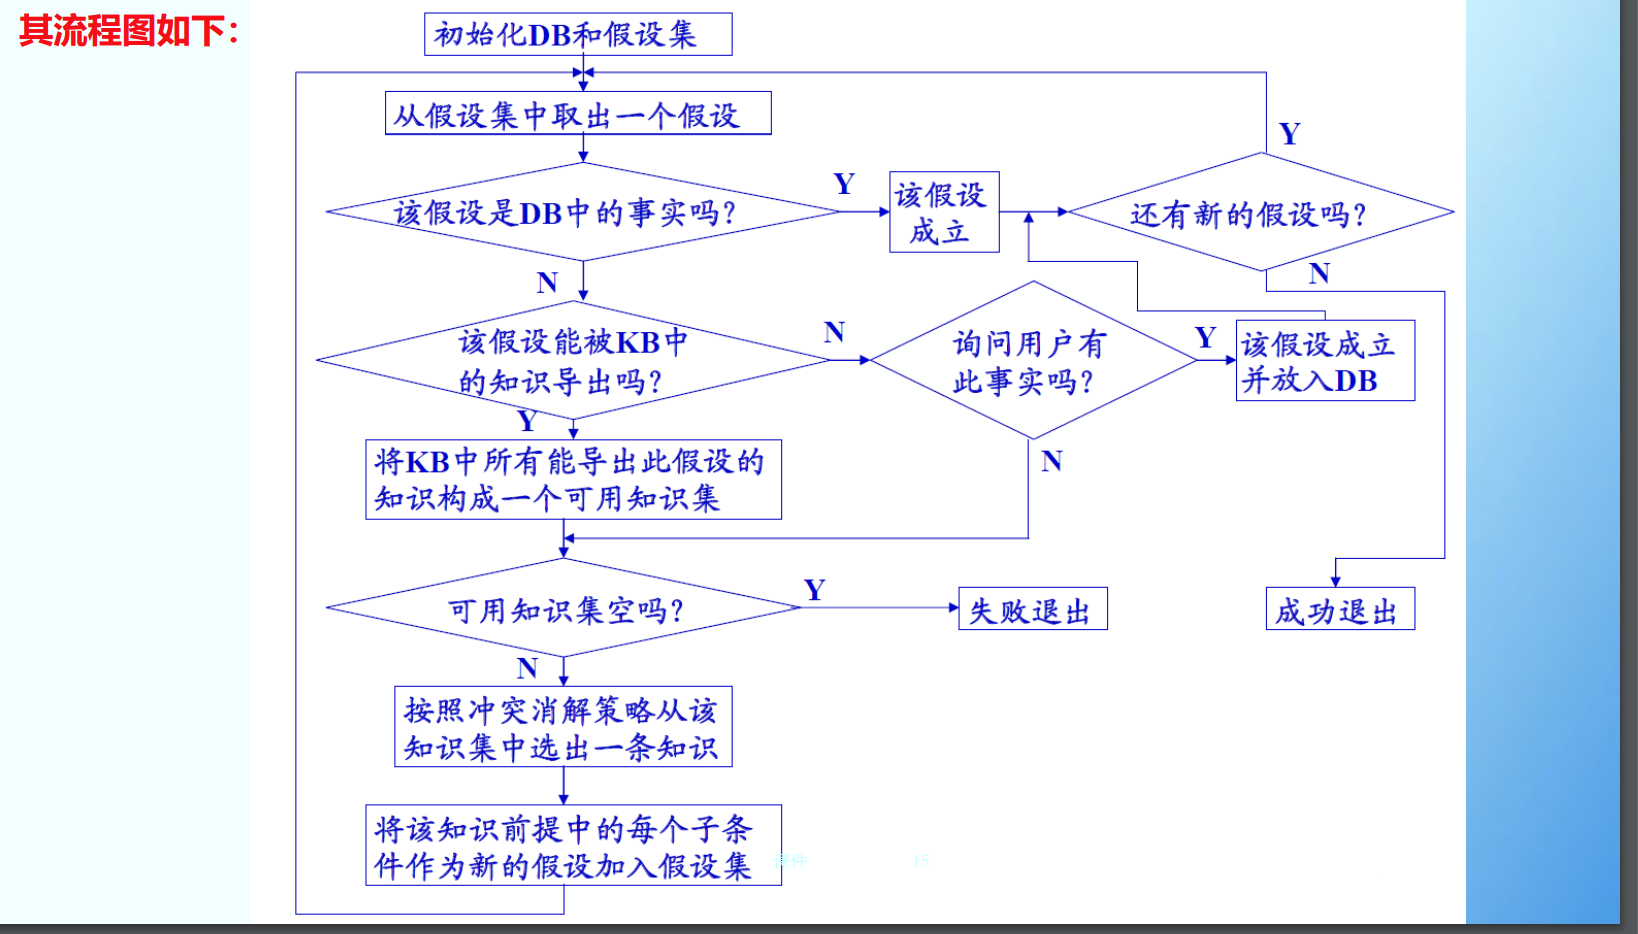 其流程图如下：
初始化DB和假设集
从假设集中取出一个假设
Y
Y
该假设是DB中的事实吗？
该假设
成立
还有新的假设吗？
N
N
该假设能被KB中
的知识导出吗？
N
询问用户有
此事实吗？
Y
该假设成立
并放入DB
Y
将KB中所有能导出此假设的
知识构成一个可用知识集
N
可用知识集空吗？
Y
失败退出
成功退出
N
按照冲突消解策略从该
知识集中选出一条知识
将该知识前提中的每个子条
件作为新的假设加入假设集
课件
15